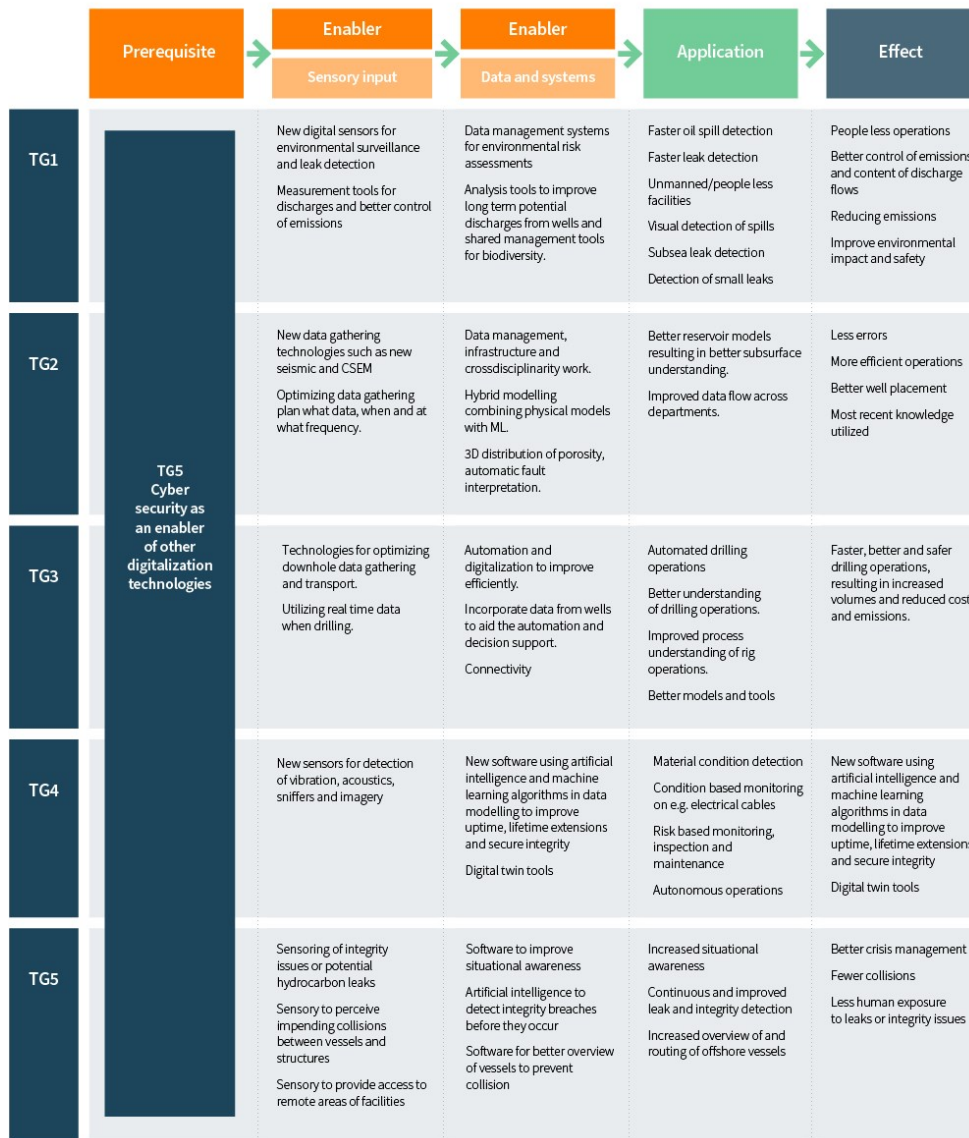 Prerequisite
Enabler
Sensory input
Enabler
Data and systems
Application
Effect
TG1
New digital sensors for
environmental surveillance
and leak detection
Measurement tools for
discharges and better control
of emissions
Data management systems
for environmental risk
assessments
Analysis tools to improve
long term potential
discharges from wells and
shared management tools
for biodiversity.
Faster oil spill detection
Faster leak detection
Unmanned/people less
facilities
Visual detection of spills
Subsea leak detection
Detection of small leaks
People less operations
Better control of emissions
and content of discharge
flows
Reducing emissions
Improve environmental
impact and safety
TG2
New data gathering
technologies such as new
seismic and CSEM
Optimizing data gathering
plan what data, when and at
what frequency.
Data management,
infrastructure and
crossdisciplinarity work.
Hybrid modelling
combining physical models
with ML.
3D distribution of porosity,
automatic fault
interpretation.
Better reservoir models
resulting in better subsurface
understanding.
Improved data flow across
departments.
Less errors
More efficient operations
Better well placement
Most recent knowledge
utilized
TG5
Cyber
security as
an enabler
of other
digitalization
technologies
TG3
Technologies for optimizing
downhole data gathering
and transport.
Utilizing real time data
when drilling.
Automation and
digitalization to improve
efficiently.
Incorporate data from wells
to aid the automation and
decision support.
Connectivity
Automated drilling
operations
Better understanding
of drilling operations.
Improved process
understanding of rig
operations.
Better models and tools
Faster, better and safer
drilling operations,
resulting in increased
volumes and reduced cost
and emissions.
TG4
New sensors for detection
of vibration, acoustics,
sniffers and imagery
New software using artificial
intelligence and machine
learning algorithms in data
modelling to improve
uptime, lifetime extensions
and secure integrity
Digital twin tools
Material condition detection
Condition based monitoring
on e.g. electrical cables
Risk based monitoring,
inspection and
maintenance
Autonomous operations
New software using
artificial intelligence and
machine learning
algorithms in data
modelling to improve
uptime, lifetime extensions
and secure integrity
Digital twin tools
TG5
Sensoring of integrity
issues or potential
hydrocarbon leaks
Sensory to perceive
impending collisions
between vessels and
structures
Sensory to provide access to
remote areas of facilities
Software to improve
situational awareness
Artificial intelligence to
detect integrity breaches
before they occur
Software for better overview
of vessels to prevent
collision
Increased situational
awareness
Continuous and improved
leak and integrity detection
Increased overview of and
routing of offshore vessels
Better crisis management
Fewer collisions
Less human exposure
to leaks or integrity issues